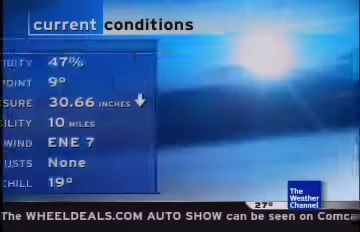 current conditions
IDITY 47%
POINT 9°
SSURE 30.66 INCHES
BILITY 10 MILES
WIND ENE 7
USTS None
CHILL 19°
27°
The
Weather
Channel
The WHEELDEALS.COM AUTO SHOW can be seen on Comca